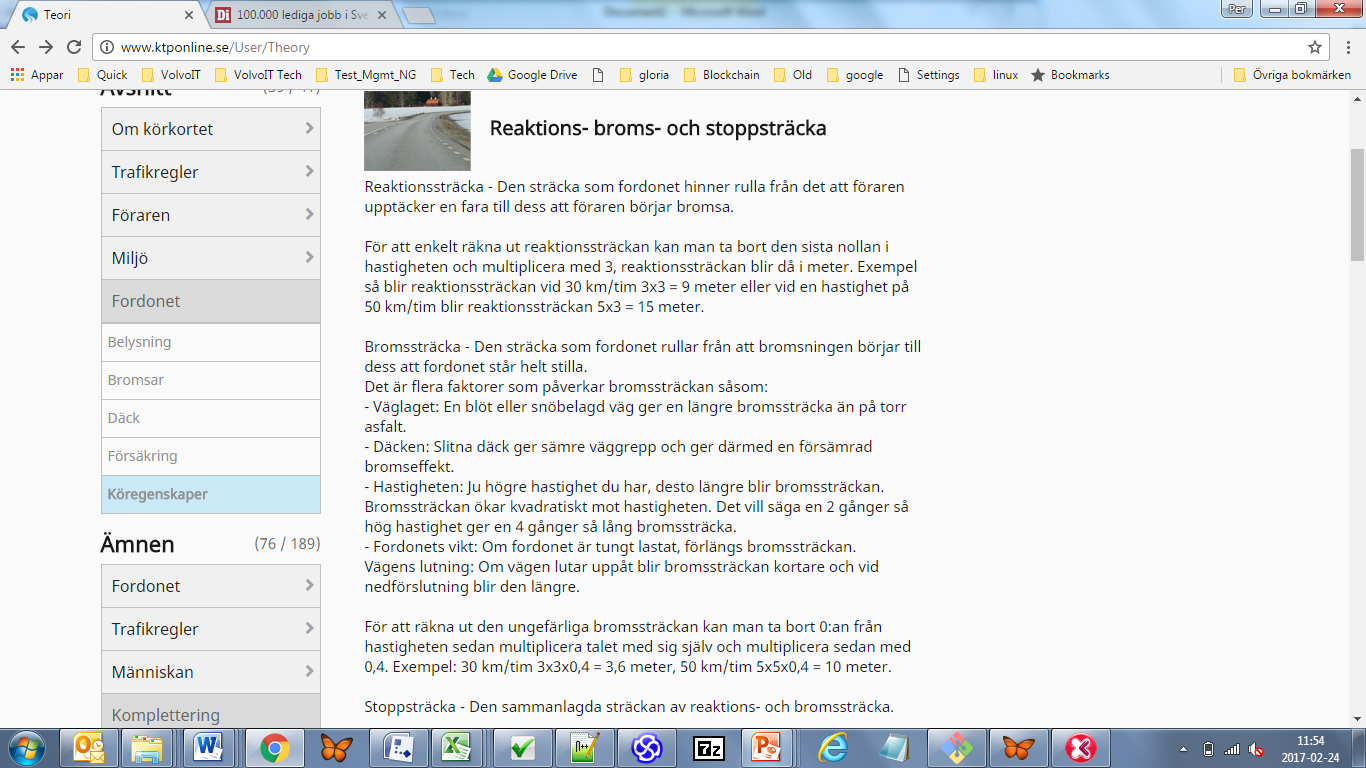 Teori
100.000 lediga jobb i Sve
Document1 - Microsoft Word
Per
www.ktponline.se/User/Theory
Appar
Quick
VolvoIT
VolvoIT Tech
Test_Mgmt_NG
Tech
Google Drive
gloria
Blockchain
Old
google
Settings
linux
Bookmarks
Övriga bokmärken
Avsnitt
Om körkortet
Trafikregler
Föraren
Miljö
Fordonet
Belysning
Bromsar
Däck
Försäkring
Köregenskaper
Ämnen (76 / 189)
Fordonet
Trafikregler
Människan
Komplettering
Reaktions- broms- och stoppsträcka
Reaktionssträcka - Den sträcka som fordonet hinner rulla från det att föraren
upptäcker en fara till dess att föraren börjar bromsa.
För att enkelt räkna ut reaktionssträckan kan man ta bort den sista nollan i
hastigheten och multiplicera med 3, reaktionssträckan blir då i meter. Exempel
så blir reaktionssträckan vid 30 km/tim 3x3 = 9 meter eller vid en hastighet på
50 km/tim blir reaktionssträckan 5x3 = 15 meter.
Bromssträcka - Den sträcka som fordonet rullar från att bromsningen börjar till
dess att fordonet står helt stilla.
Det är flera faktorer som påverkar bromssträckan såsom:
- Väglaget: En blöt eller snöbelagd väg ger en längre bromssträcka än på torr
asfalt.
- Däcken: Slitna däck ger sämre väggrepp och ger därmed en försämrad
bromseffekt.
- Hastigheten: Ju högre hastighet du har, desto längre blir bromssträckan.
Bromssträckan ökar kvadratiskt mot hastigheten. Det vill säga en 2 gånger så
hög hastighet ger en 4 gånger så lång bromssträcka.
- Fordonets vikt: Om fordonet är tungt lastat, förlängs bromssträckan.
Vägens lutning: Om vägen lutar uppåt blir bromssträckan kortare och vid
nedförslutning blir den längre.
För att räkna ut den ungefärliga bromssträckan kan man ta bort 0:an från
hastigheten sedan multiplicera talet med sig själv och multiplicera sedan med
0,4. Exempel: 30 km/tim 3x3x0,4 = 3,6 meter, 50 km/tim 5x5x0,4 = 10 meter.
Stoppsträcka - Den sammanlagda sträckan av reaktions- och bromssträcka.
11:54
2017-02-24